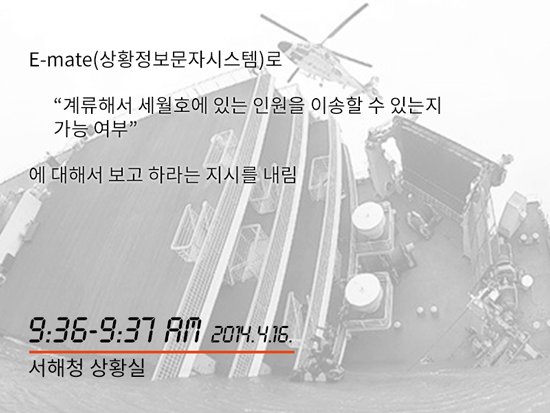 E-mate(상황정보문자시스템)로
“계류해서 세월호에 있는 인원을 이송할 수 있는지
가능 여부”
에 대해서 보고 하라는 지시를 내림
9:36-9:37 AM 2014.4.16.
서해청 상황실